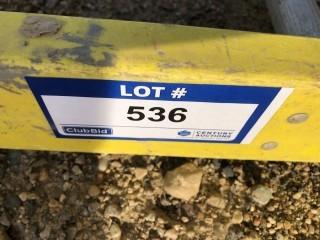 LOT #
536
ClubBid
CENTURY
AUCTIONS